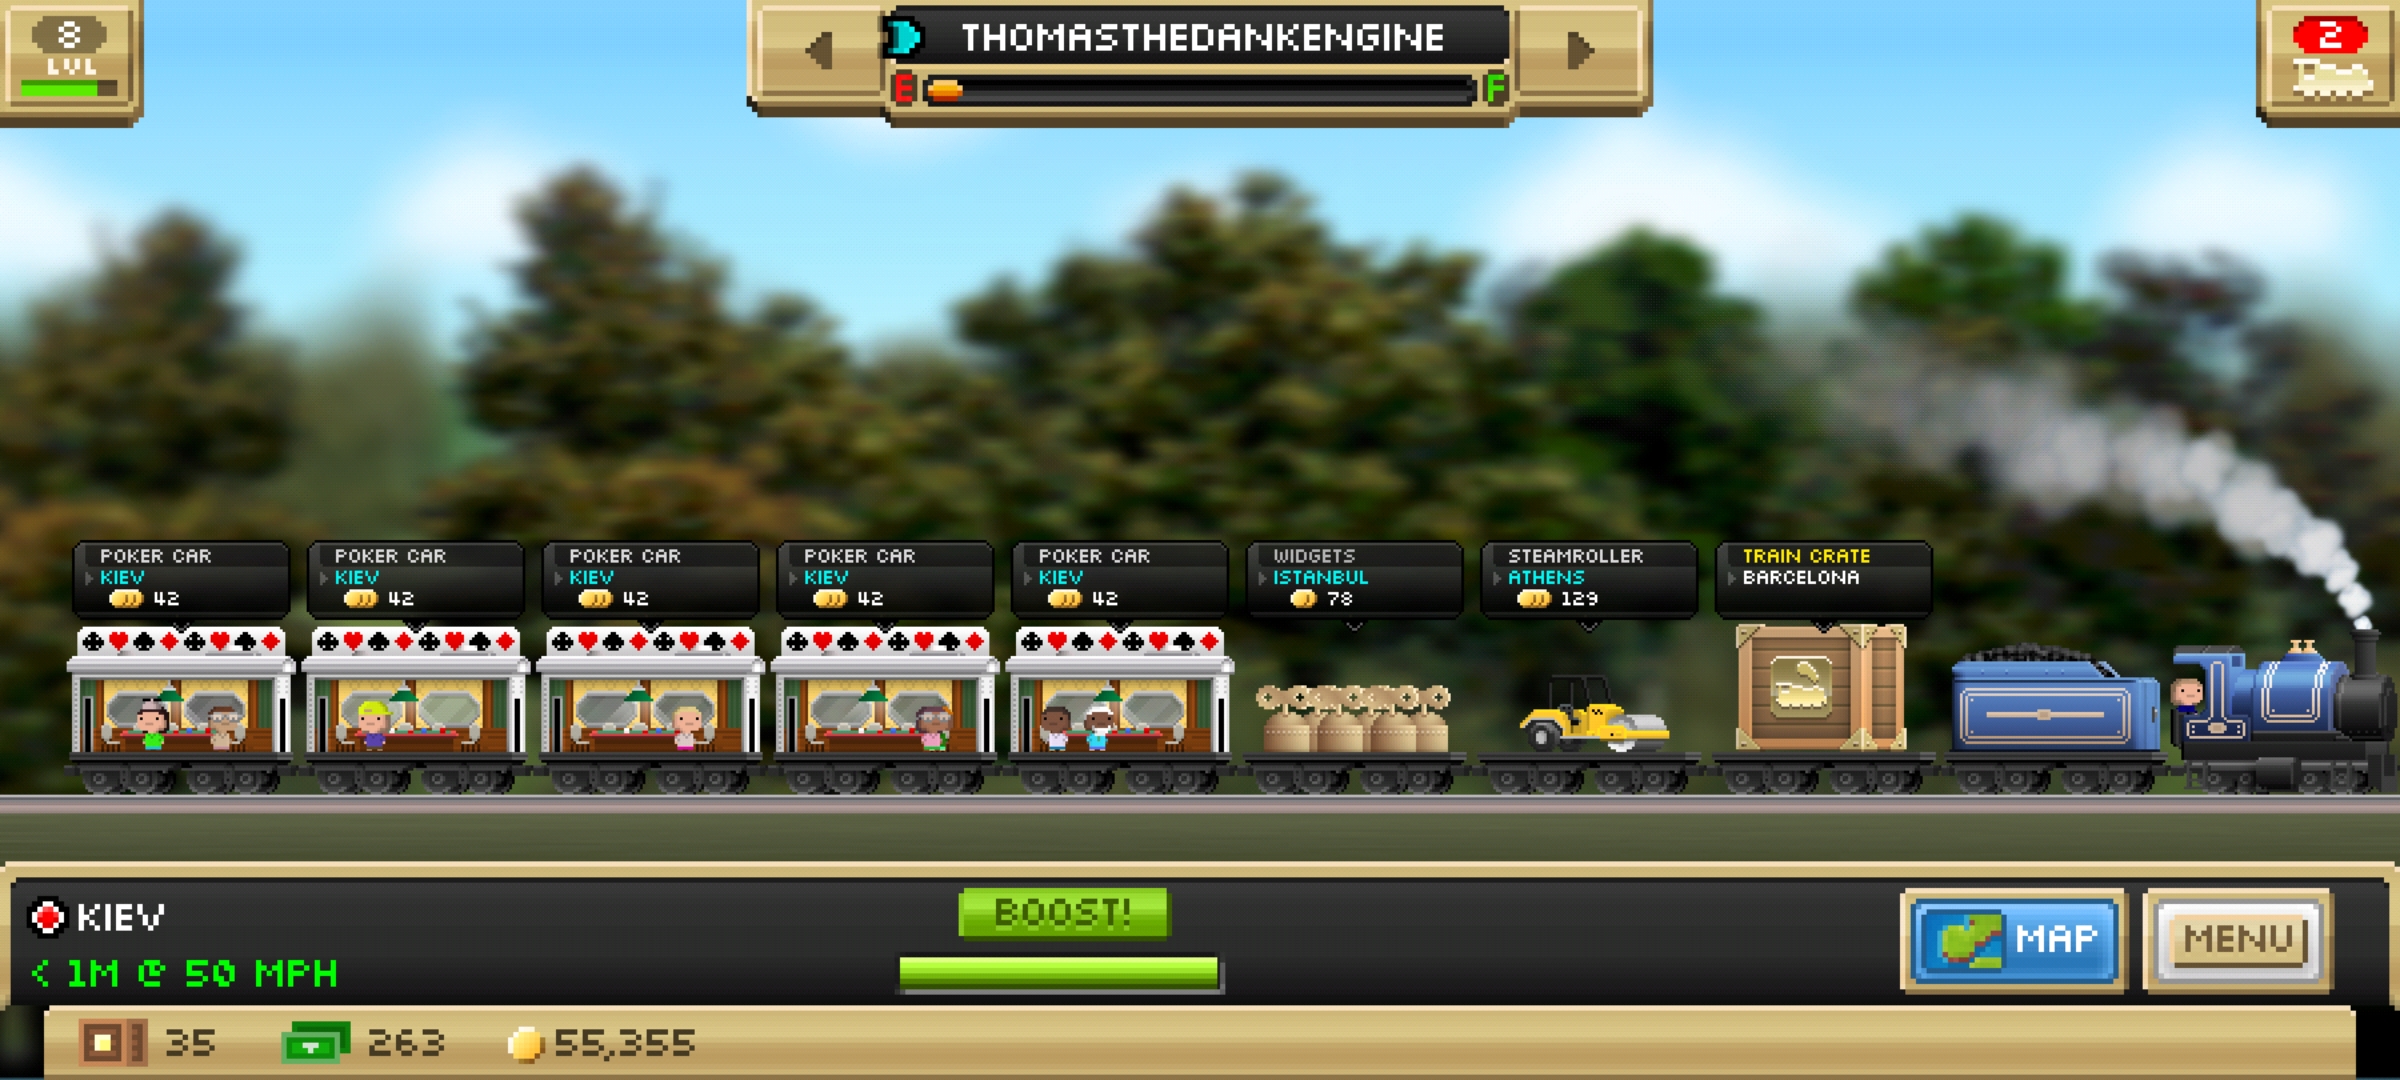 8
LVL
THOMASTHEDANKENGINE
E
F
2
POKER CAR
KIEV
42
POKER CAR
KIEV
42
POKER CAR
KIEV
42
POKER CAR
KIEV
42
POKER CAR
KIEV
42
WIDGETS
ISTANBUL
78
STEAMROLLER
ATHENS
129
TRAIN CRATE
BARCELONA
KIEV
< 1M @ 50 MPH
BOOST!
MAP
MENU
35
263
55,355